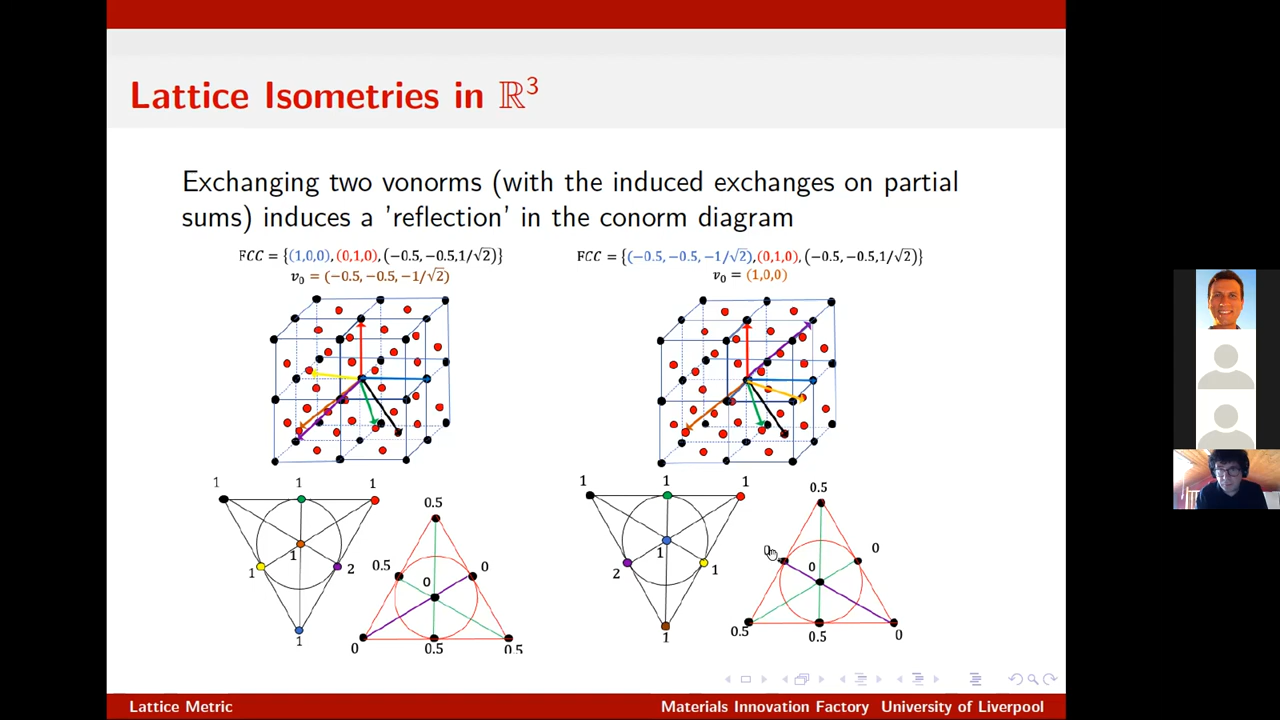 Lattice Isometries in ℝ³
Exchanging two vonorms (with the induced exchanges on partial
sums) induces a 'reflection' in the conorm diagram
FCC = {(1,0,0), (0,1,0), (−0.5, −0.5,1/√2)}
v₀ = (−0.5, −0.5, −1/√2)
FCC = {(−0.5, −0.5, −1/√2),(0,1,0), (−0.5, −0.5,1/√2)}
v₀ = (1,0,0)
1 1 1
1
1 2
1
0.5
0.5 0
0
0 0.5 0.5
1 1 1
1
2 1
1
0.5
0 0
0
0.5 0.5 0
Lattice Metric
Materials Innovation Factory University of Liverpool